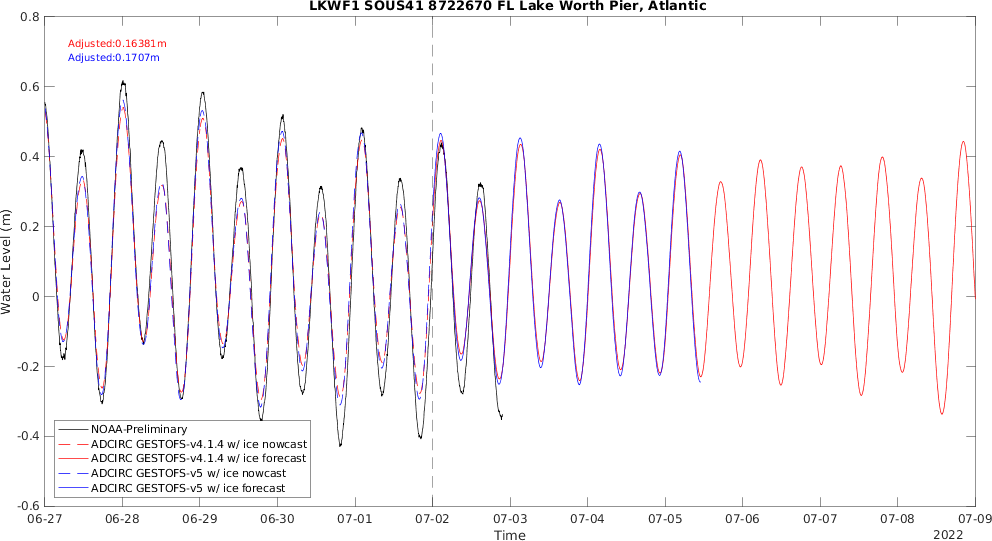 LKWF1 SOUS41 8722670 FL Lake Worth Pier, Atlantic
0.8
Adjusted:0.16381m
Adjusted:0.1707m
0.6
0.4
0.2
0
-0.2
-0.4
-0.6
Water Level (m)
NOAA-Preliminary
ADCIRC GESTOFS-v4.1.4 w/ ice nowcast
ADCIRC GESTOFS-v4.1.4 w/ ice forecast
ADCIRC GESTOFS-v5 w/ ice nowcast
ADCIRC GESTOFS-v5 w/ ice forecast
06-27 06-28 06-29 06-30 07-01 07-02 07-03 07-04 07-05 07-06 07-07 07-08 07-09
Time
2022